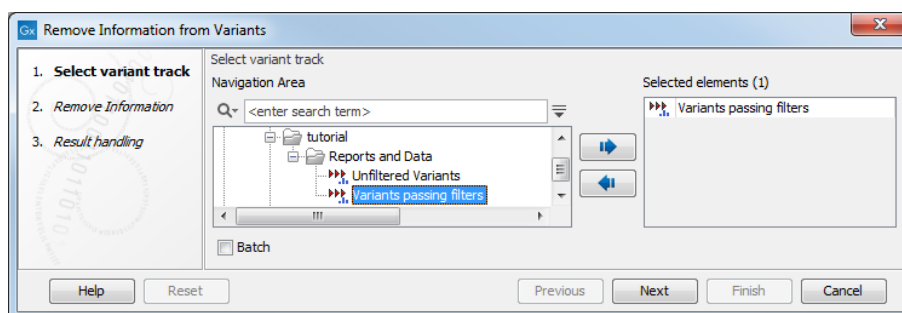 Gx Remove Information from Variants
1. Select variant track
2. Remove Information
3. Result handling
Select variant track
Navigation Area
<enter search term>
tutorial
Reports and Data
Unfiltered Variants
Variants passing filters
Batch
Selected elements (1)
Variants passing filters
Help Reset Previous Next Finish Cancel